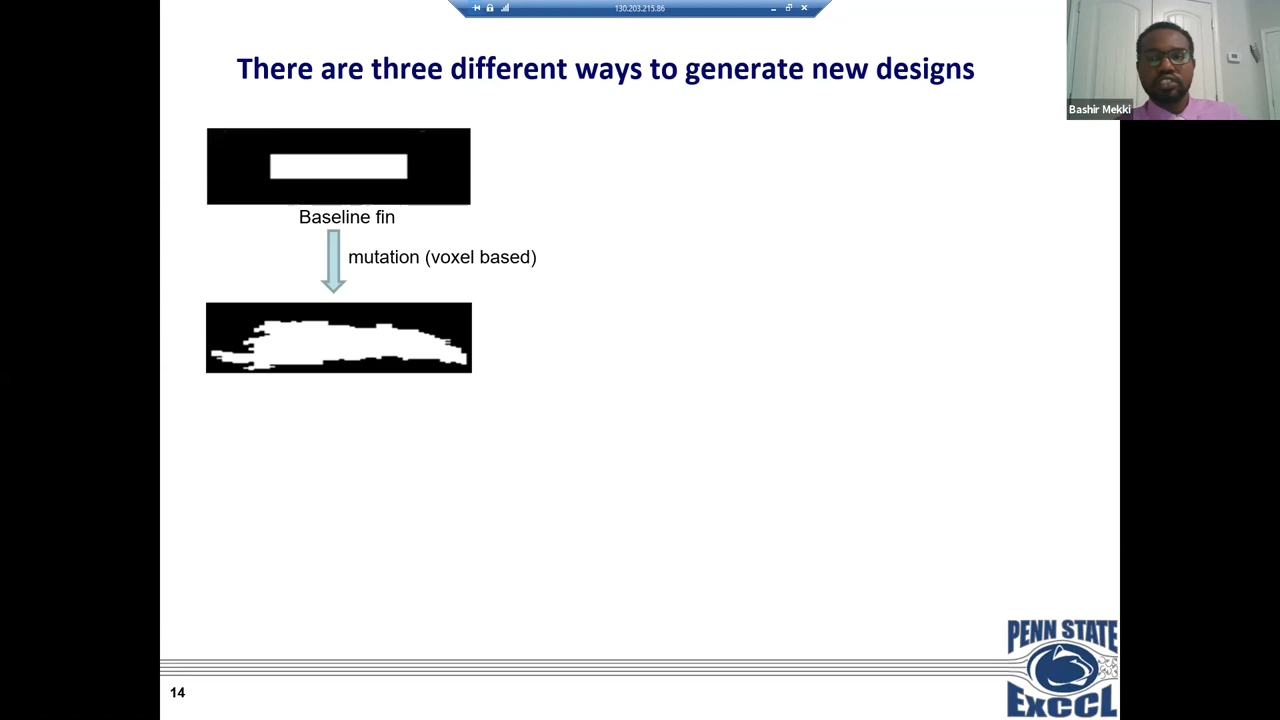 130.203.215.86
There are three different ways to generate new designs
Bashir Mekki
Baseline fin
mutation (voxel based)
PENN STATE
ExCCL
14